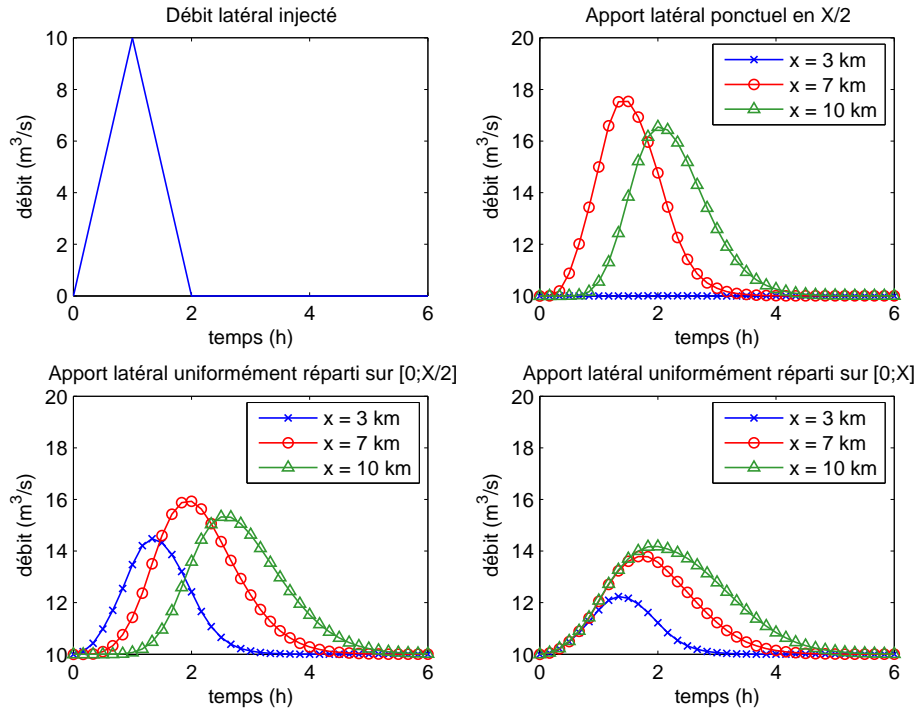 Débit latéral injecté
10
8
6
4
2
0
0
2
4
6
débit (m³/s)
temps (h)
Apport latéral ponctuel en X/2
20
18
16
14
12
10
0
2
4
6
débit (m³/s)
temps (h)
x = 3 km
x = 7 km
x = 10 km
Apport latéral uniformément réparti sur [0;X/2]
20
18
16
14
12
10
0
2
4
6
débit (m³/s)
temps (h)
x = 3 km
x = 7 km
x = 10 km
Apport latéral uniformément réparti sur [0;X]
20
18
16
14
12
10
0
2
4
6
débit (m³/s)
temps (h)
x = 3 km
x = 7 km
x = 10 km